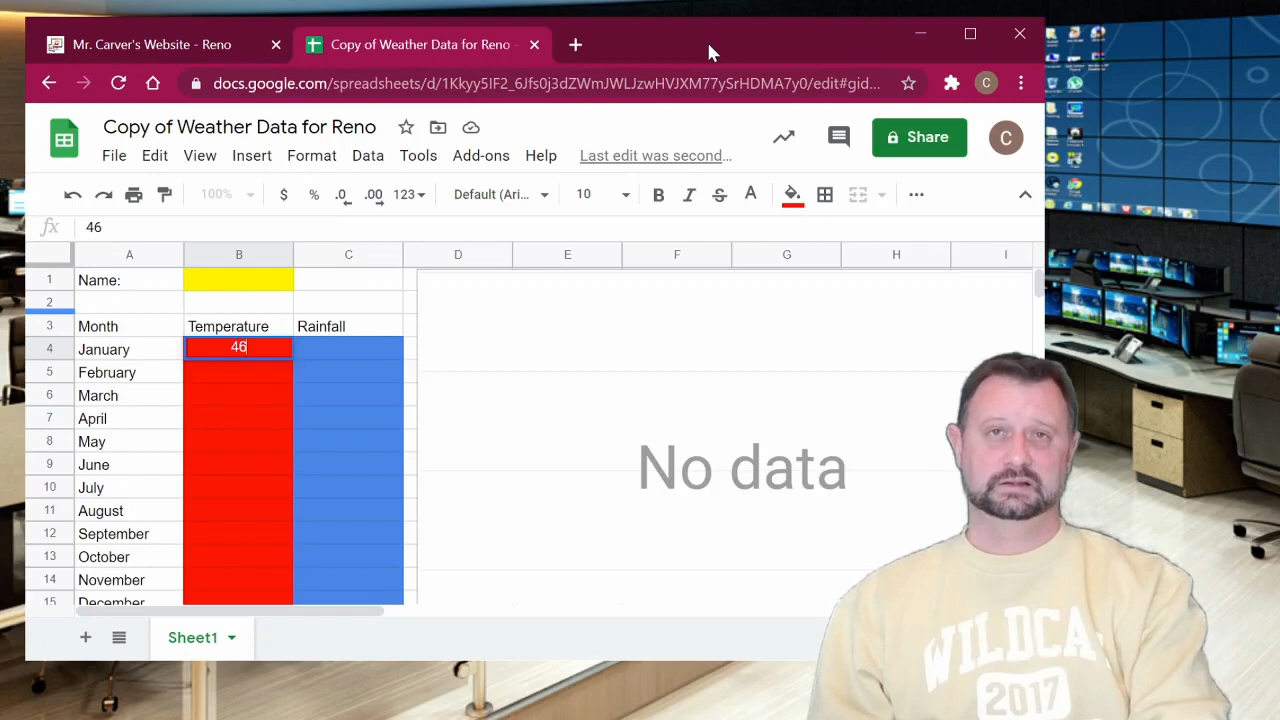 Mr. Carver's Website - Reno
Copy of Weather Data for Reno
docs.google.com/spreadsheets/d/1Kkyy5IF2_6Jfs0j3dZWmJWLJzwHVJXM77ySrHDMA7y0/edit#gid...
Copy of Weather Data for Reno
Share
C
C
File Edit View Insert Format Data Tools Add-ons Help Last edit was second...
100% $ % .0 .00 123 Default (Ari... 10 B I S A
fx 46
A B C D E F G H I
1 Name:
2
3 Month Temperature Rainfall
4 January 46
5 February
6 March
7 April
8 May
9 June
10 July
11 August
12 September
13 October
14 November
15 December
No data
Sheet1
WILDCA
2017